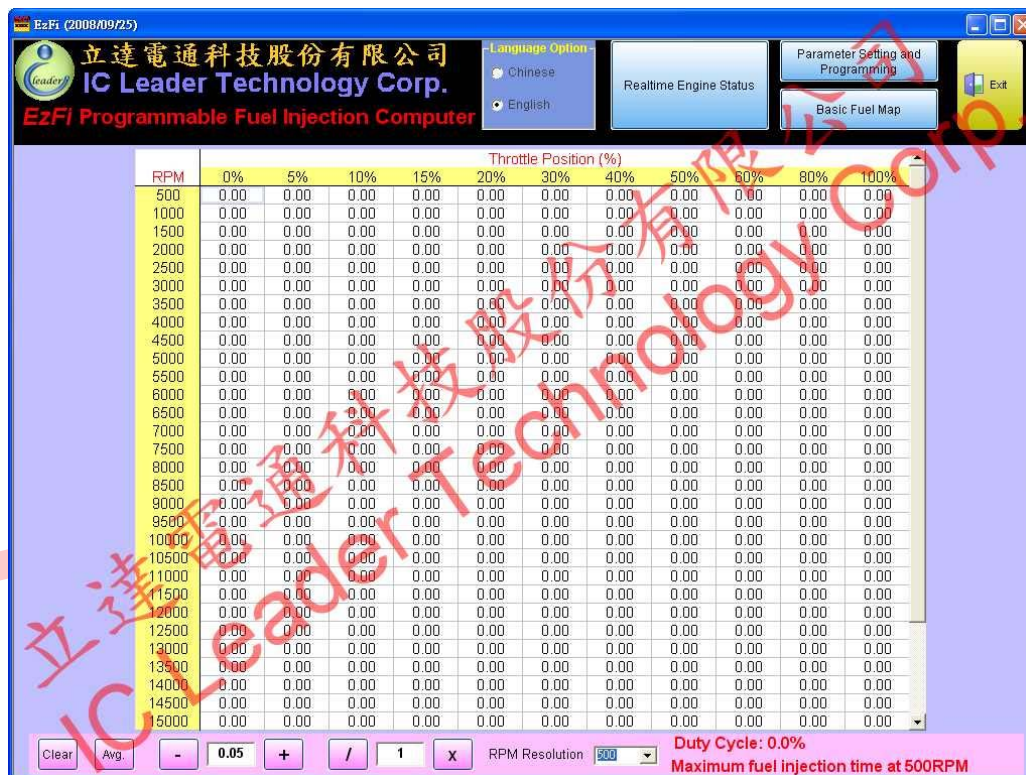 EzFi (2008/09/25)
立達電通科技股份有限公司
IC Leader Technology Corp.
EzFi Programmable Fuel Injection Computer
leader
Language Option
Chinese
English
Realtime Engine Status
Parameter Setting and Programming
Basic Fuel Map
Exit
Throttle Position (%)
RPM 0% 5% 10% 15% 20% 30% 40% 50% 60% 80% 100%
500 0.00 0.00 0.00 0.00 0.00 0.00 0.00 0.00 0.00 0.00 0.00
1000 0.00 0.00 0.00 0.00 0.00 0.00 0.00 0.00 0.00 0.00 0.00
1500 0.00 0.00 0.00 0.00 0.00 0.00 0.00 0.00 0.00 0.00 0.00
2000 0.00 0.00 0.00 0.00 0.00 0.00 0.00 0.00 0.00 0.00 0.00
2500 0.00 0.00 0.00 0.00 0.00 0.00 0.00 0.00 0.00 0.00 0.00
3000 0.00 0.00 0.00 0.00 0.00 0.00 0.00 0.00 0.00 0.00 0.00
3500 0.00 0.00 0.00 0.00 0.00 0.00 0.00 0.00 0.00 0.00 0.00
4000 0.00 0.00 0.00 0.00 0.00 0.00 0.00 0.00 0.00 0.00 0.00
4500 0.00 0.00 0.00 0.00 0.00 0.00 0.00 0.00 0.00 0.00 0.00
5000 0.00 0.00 0.00 0.00 0.00 0.00 0.00 0.00 0.00 0.00 0.00
5500 0.00 0.00 0.00 0.00 0.00 0.00 0.00 0.00 0.00 0.00 0.00
6000 0.00 0.00 0.00 0.00 0.00 0.00 0.00 0.00 0.00 0.00 0.00
6500 0.00 0.00 0.00 0.00 0.00 0.00 0.00 0.00 0.00 0.00 0.00
7000 0.00 0.00 0.00 0.00 0.00 0.00 0.00 0.00 0.00 0.00 0.00
7500 0.00 0.00 0.00 0.00 0.00 0.00 0.00 0.00 0.00 0.00 0.00
8000 0.00 0.00 0.00 0.00 0.00 0.00 0.00 0.00 0.00 0.00 0.00
8500 0.00 0.00 0.00 0.00 0.00 0.00 0.00 0.00 0.00 0.00 0.00
9000 0.00 0.00 0.00 0.00 0.00 0.00 0.00 0.00 0.00 0.00 0.00
9500 0.00 0.00 0.00 0.00 0.00 0.00 0.00 0.00 0.00 0.00 0.00
10000 0.00 0.00 0.00 0.00 0.00 0.00 0.00 0.00 0.00 0.00 0.00
10500 0.00 0.00 0.00 0.00 0.00 0.00 0.00 0.00 0.00 0.00 0.00
11000 0.00 0.00 0.00 0.00 0.00 0.00 0.00 0.00 0.00 0.00 0.00
11500 0.00 0.00 0.00 0.00 0.00 0.00 0.00 0.00 0.00 0.00 0.00
12000 0.00 0.00 0.00 0.00 0.00 0.00 0.00 0.00 0.00 0.00 0.00
12500 0.00 0.00 0.00 0.00 0.00 0.00 0.00 0.00 0.00 0.00 0.00
13000 0.00 0.00 0.00 0.00 0.00 0.00 0.00 0.00 0.00 0.00 0.00
13500 0.00 0.00 0.00 0.00 0.00 0.00 0.00 0.00 0.00 0.00 0.00
14000 0.00 0.00 0.00 0.00 0.00 0.00 0.00 0.00 0.00 0.00 0.00
14500 0.00 0.00 0.00 0.00 0.00 0.00 0.00 0.00 0.00 0.00 0.00
15000 0.00 0.00 0.00 0.00 0.00 0.00 0.00 0.00 0.00 0.00 0.00
Clear Avg. - 0.05 + / 1 x RPM Resolution 500
Duty Cycle: 0.0%
Maximum fuel injection time at 500RPM
立達電通科技股份有限公司
IC Leader Technology Corp.